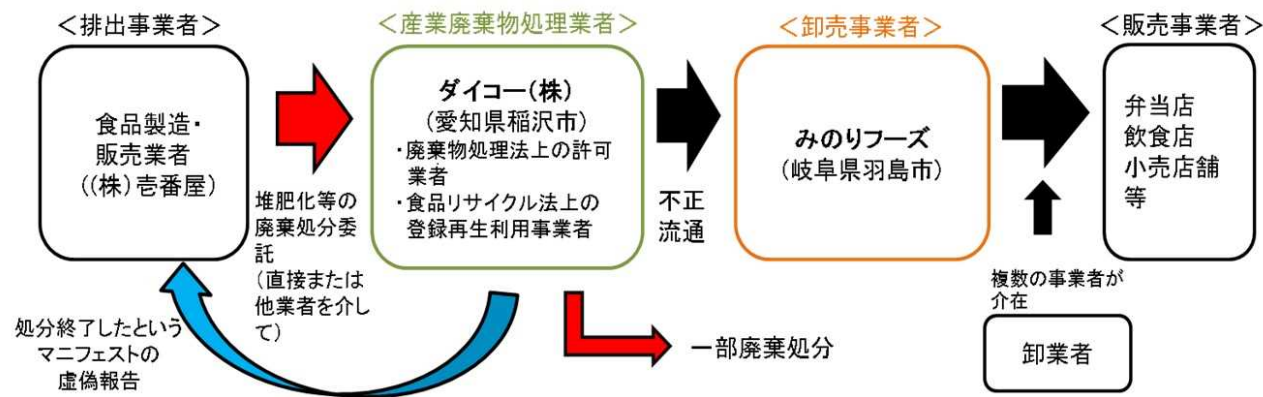 ＜排出事業者＞
食品製造・
販売業者
((株)壱番屋)
堆肥化等の
廃棄処分委
託
(直接または
他業者を介し
て)
処分終了したという
マニフェストの
虚偽報告
＜産業廃棄物処理業者＞
ダイコー(株)
(愛知県稲沢市)
・廃棄物処理法上の許可
業者
・食品リサイクル法上の
登録再生利用事業者
一部廃棄処分
不正
流通
＜卸売事業者＞
みのりフーズ
(岐阜県羽島市)
複数の事業者が
介在
卸業者
＜販売事業者＞
弁当店
飲食店
小売店舗
等